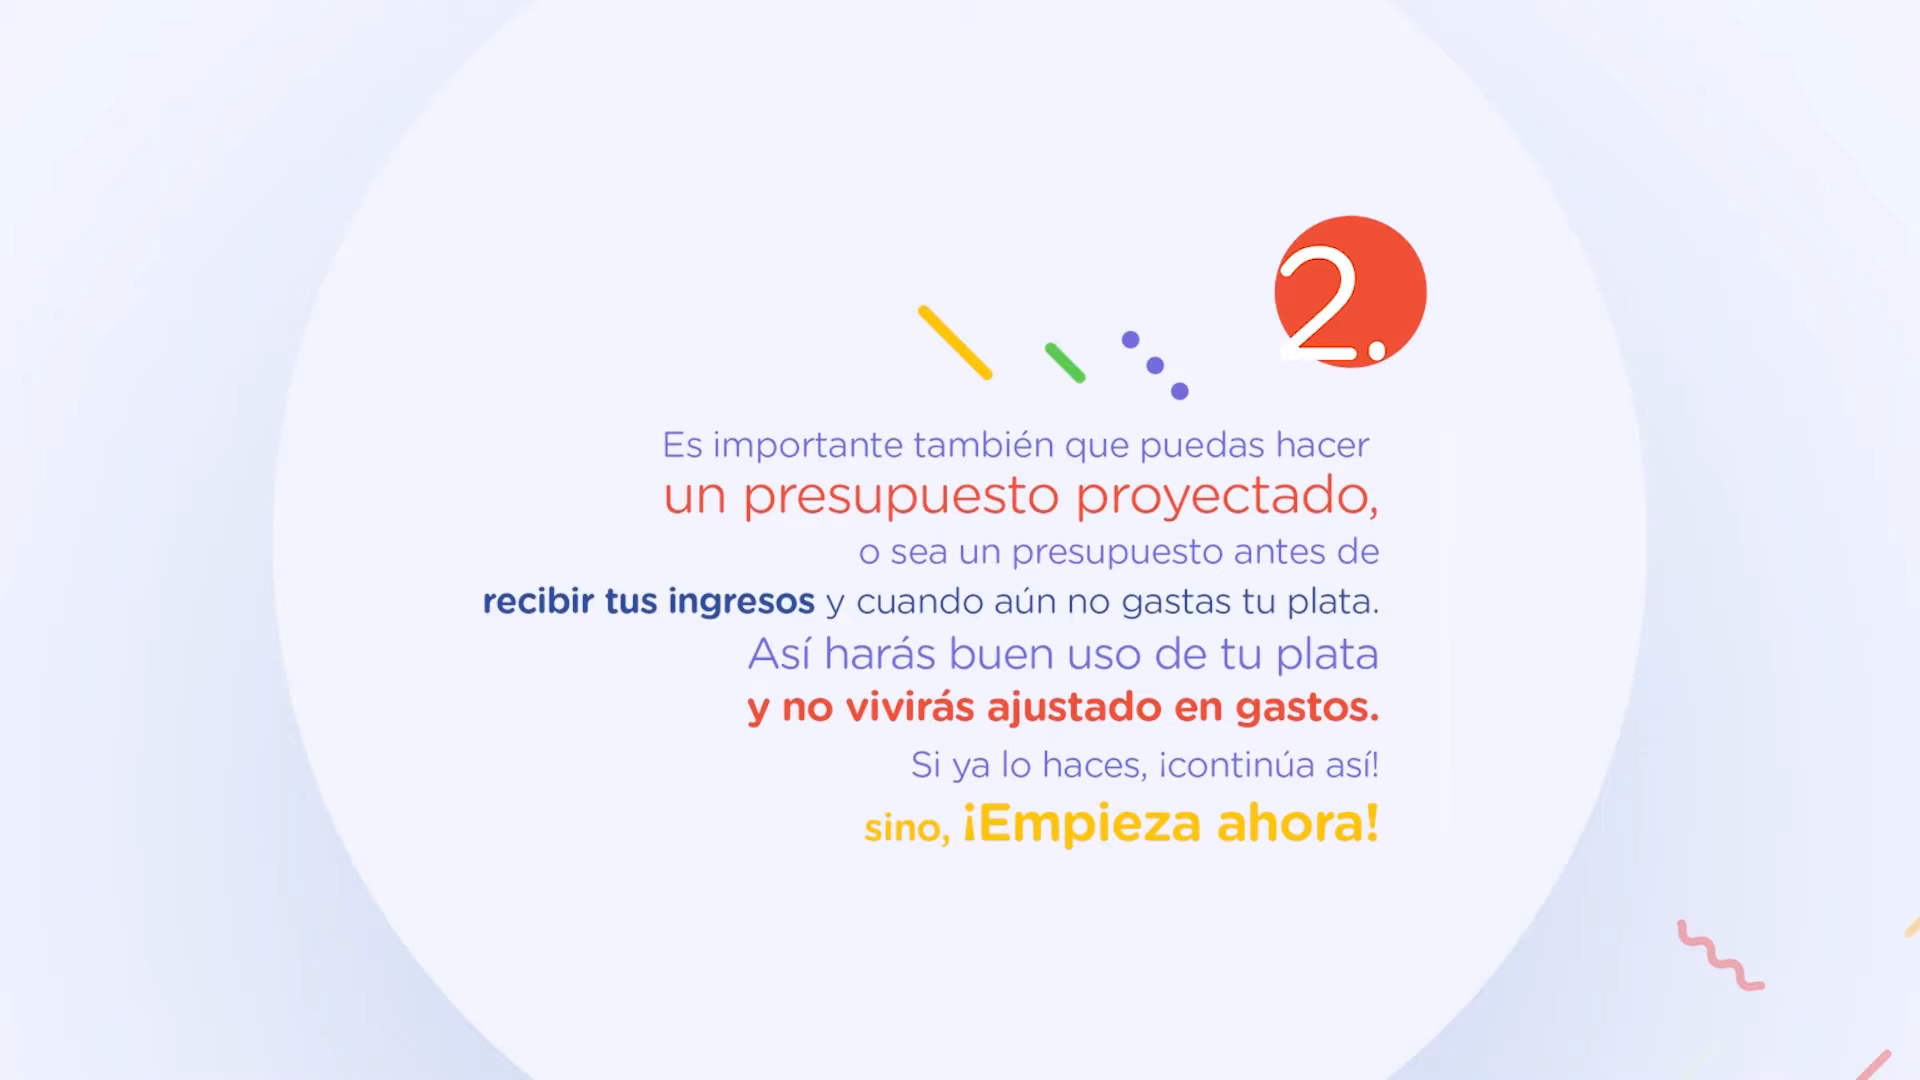 2.
Es importante también que puedas hacer
un presupuesto proyectado,
o sea un presupuesto antes de
recibir tus ingresos y cuando aún no gastas tu plata.
Así harás buen uso de tu plata
y no vivirás ajustado en gastos.
Si ya lo haces, ¡continúa así!
sino, ¡Empieza ahora!